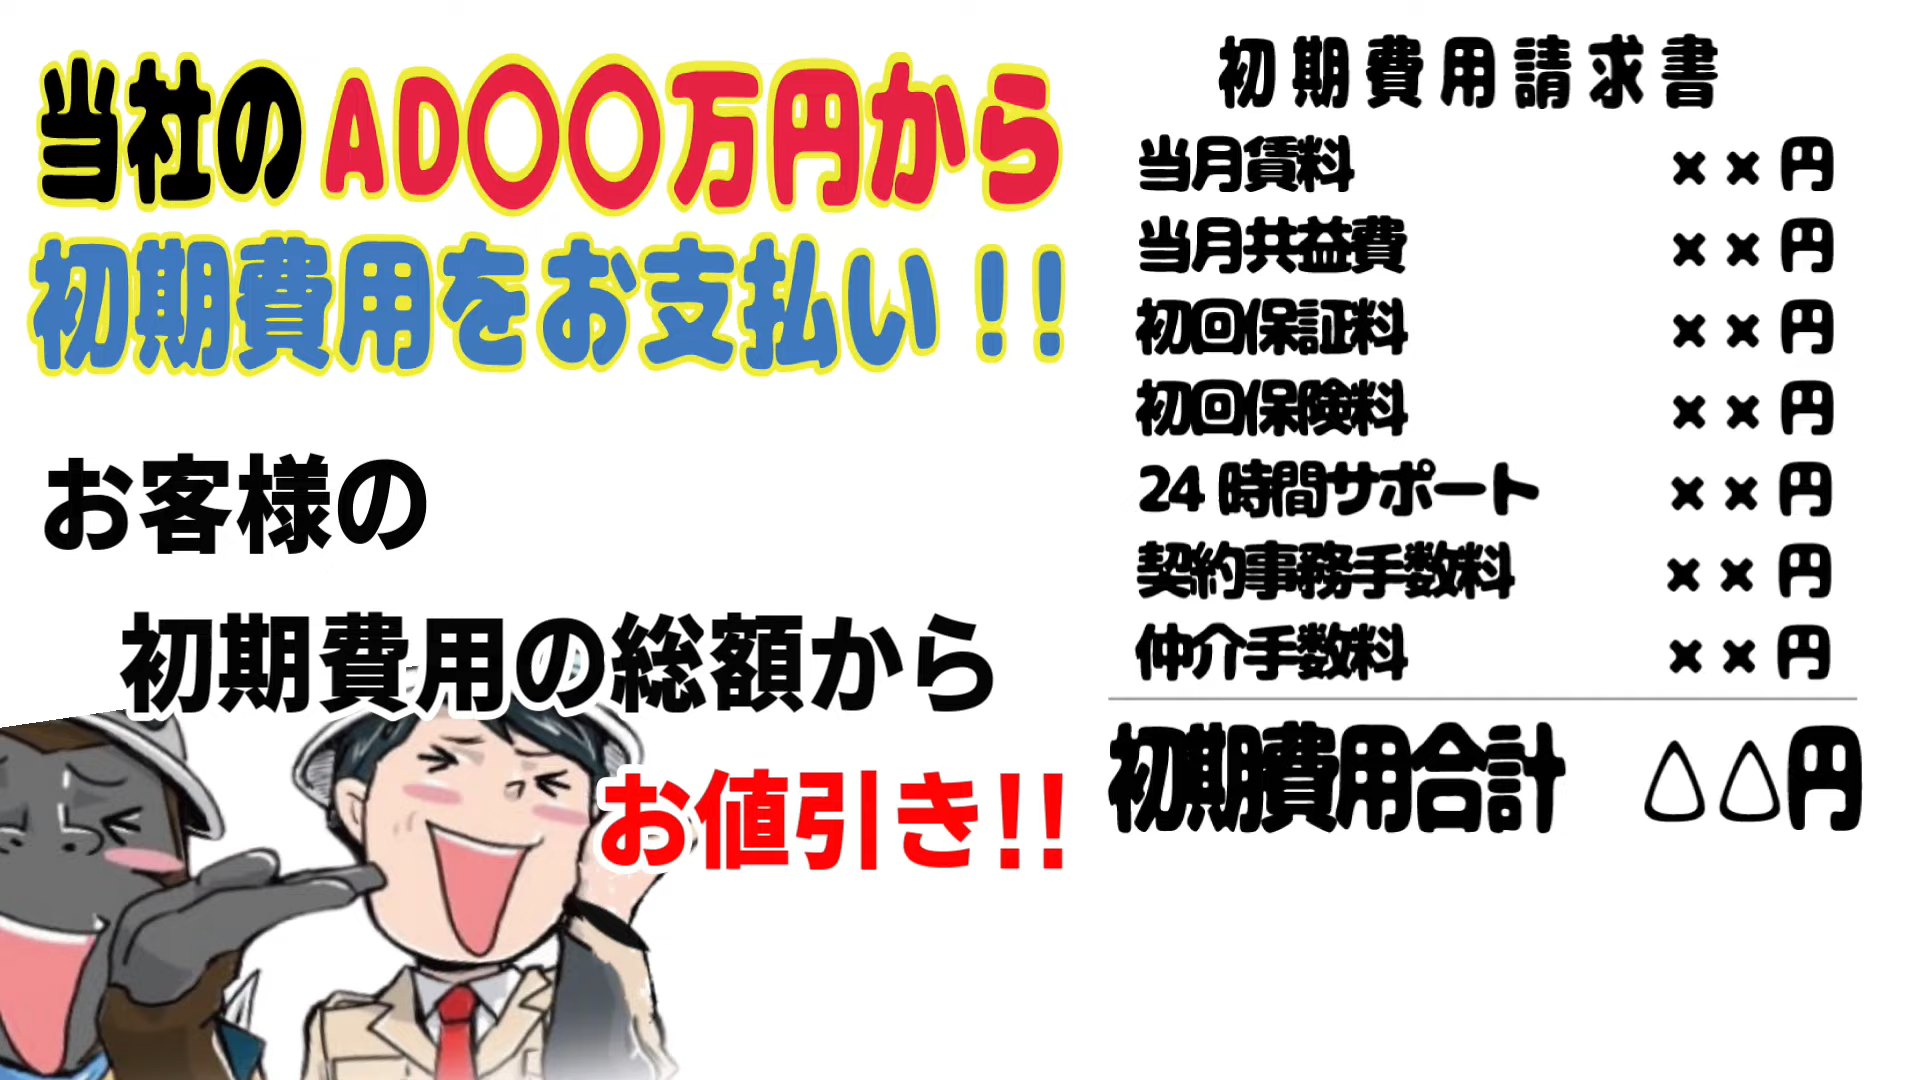 当社のAD〇〇万円から
初期費用をお支払い!!
お客様の
初期費用の総額から
お値引き!!
初期費用請求書
当月賃料 ××円
当月共益費 ××円
初回保証料 ××円
初回保険料 ××円
24時間サポート ××円
契約事務手数料 ××円
仲介手数料 ××円
初期費用合計 △△円